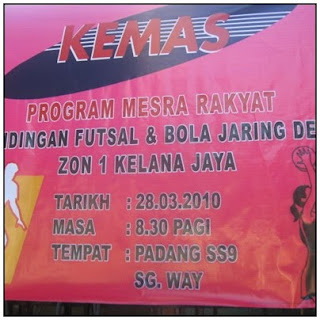 KEMAS
PROGRAM MESRA RAKYAT
NDINGAN FUTSAL & BOLA JARING DE
ZON 1 KELANA JAYA
TARIKH : 28.03.2010
MASA : 8.30 PAGI
TEMPAT : PADANG SS9
SG. WAY